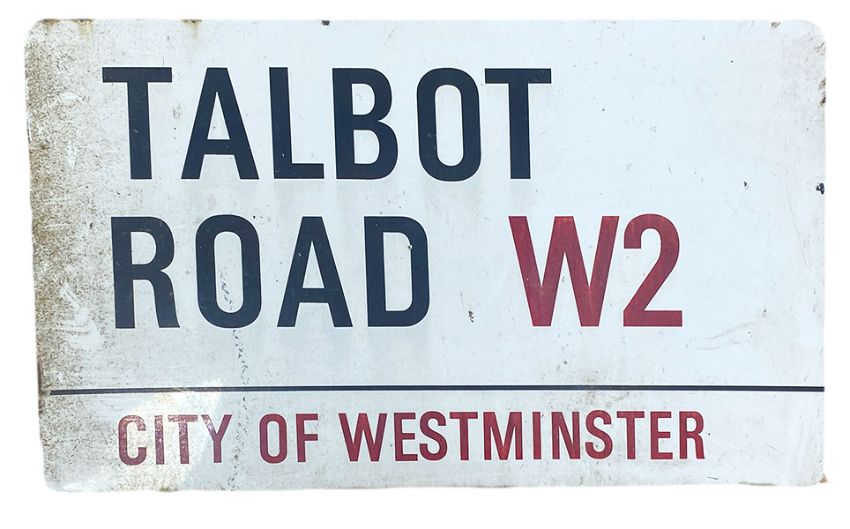 TALBOT
ROAD W2
CITY OF WESTMINSTER